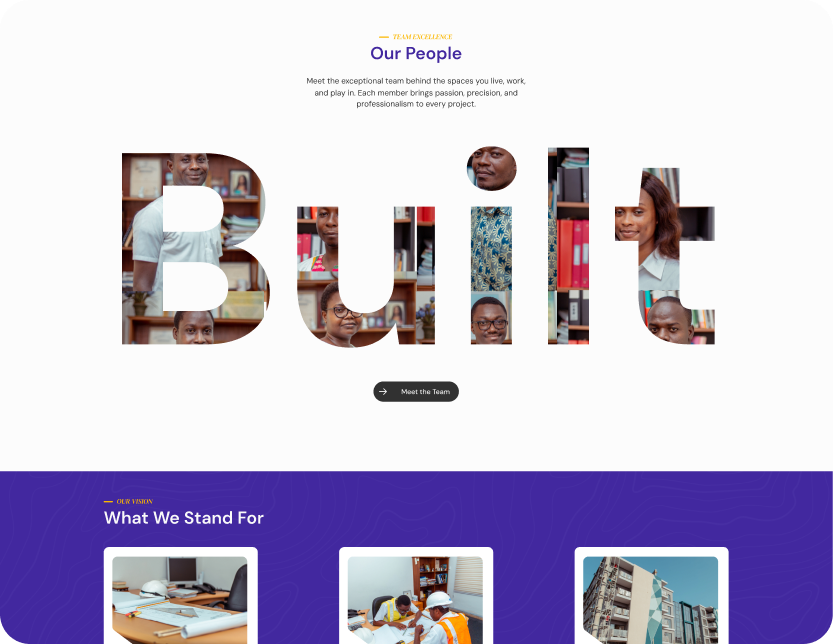 TEAM EXCELLENCE
Our People
Meet the exceptional team behind the spaces you live, work,
and play in. Each member brings passion, precision, and
professionalism to every project.
Built
Meet the Team
OUR VISION
What We Stand For